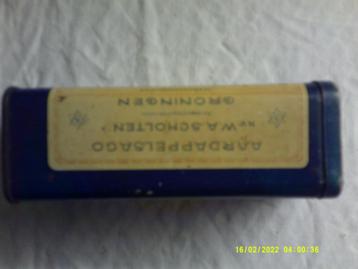 AARDAPPELSAGO
N.V. W.A. SCHOLTEN'S
GRONINGEN
16/02/2022 04:00:36